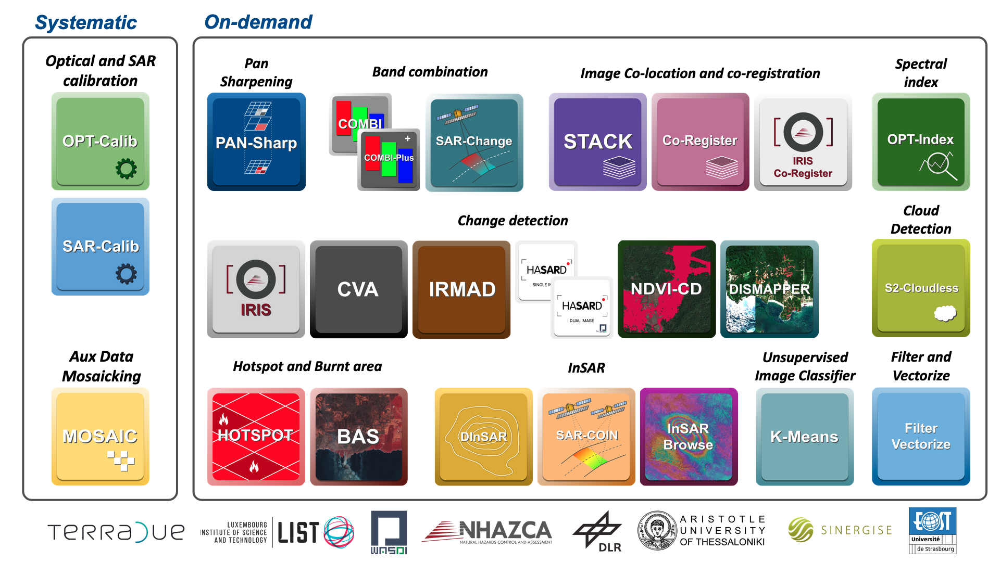 Systematic
On-demand
Optical and SAR
calibration
OPT-Calib
SAR-Calib
Aux Data
Mosaicking
MOSAIC
Pan
Sharpening
PAN-Sharp
Band combination
COMBI
+
COMBI-Plus
SAR-Change
Image Co-location and co-registration
STACK
Co-Register
IRIS
Co-Register
Spectral
index
OPT-Index
Change detection
IRIS
CVA
IRMAD
HASARD
SINGLE
HASARD
DUAL IMAGE
by
NDVI-CD
DISMAPPER
Cloud
Detection
S2-Cloudless
Hotspot and Burnt area
HOTSPOT
BAS
InSAR
DInSAR
SAR-COIN
InSAR
Browse
Unsupervised
Image Classifier
K-Means
Filter and
Vectorize
Filter
Vectorize
TERRADUE
LUXEMBOURG
INSTITUTE OF SCIENCE
AND TECHNOLOGY
LIST
WASDI
NHAZCA
NATURAL HAZARDS CONTROL AND ASSESSMENT
DLR
ARISTOTLE
UNIVERSITY
OF THESSALONIKI
SINERGISE
EOST
Université
de Strasbourg